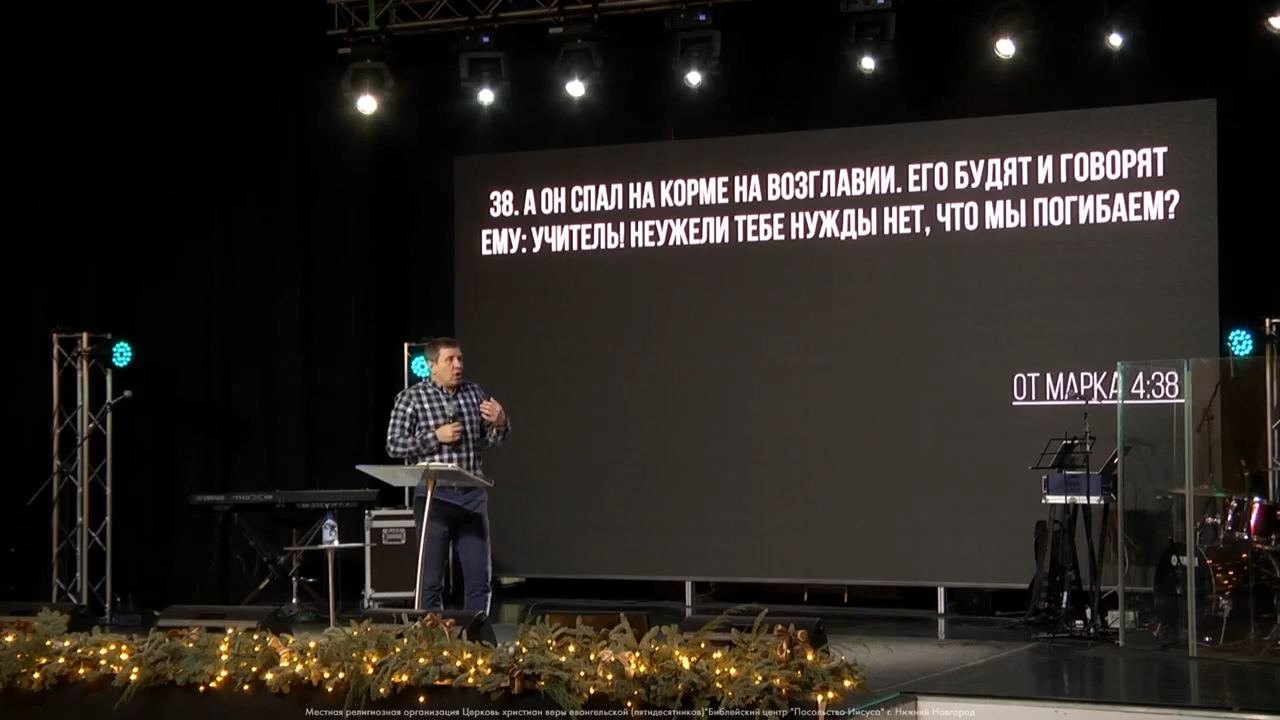 38. А ОН СПАЛ НА КОРМЕ НА ВОЗГЛАВИИ. ЕГО БУДЯТ И ГОВОРЯТ
ЕМУ: УЧИТЕЛЬ! НЕУЖЕЛИ ТЕБЕ НУЖДЫ НЕТ, ЧТО МЫ ПОГИБАЕМ?
ОТ МАРКА 4:38
Местная религиозная организация Церковь христиан веры евангельской (пятидесятников)"Библейский центр "Посольство Иисуса" г. Нижний Новгород